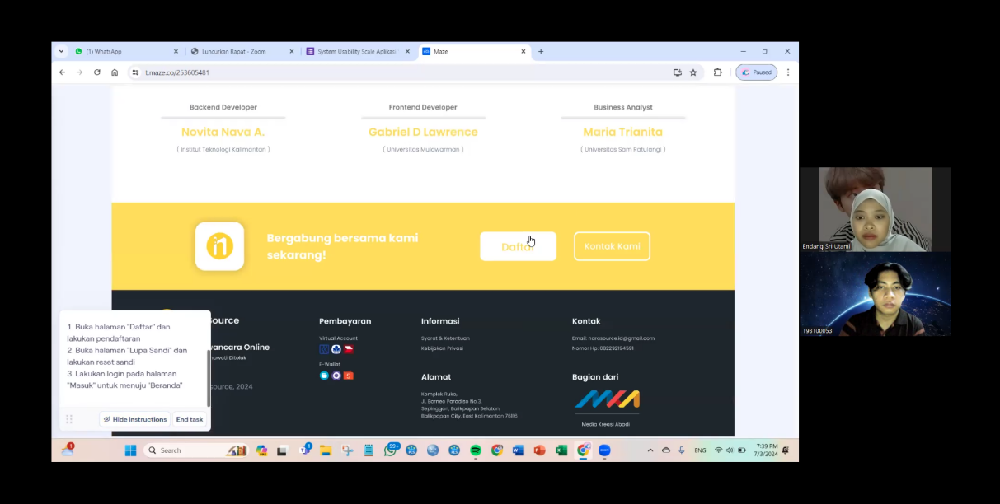 (1) WhatsApp
Luncurkan Rapat - Zoom
System Usability Scale Aplikasi
Maze
t.maze.co/253605481
Paused
Backend Developer
Novita Nava A.
( Institut Teknologi Kalimantan )
Frontend Developer
Gabriel D Lawrence
( Universitas Mulawarman )
Business Analyst
Maria Trianita
( Universitas Sam Ratulangi )
Bergabung bersama kami
sekarang!
Daftar
Kontak Kami
1. Buka halaman "Daftar" dan
lakukan pendaftaran
2. Buka halaman "Lupa Sandi" dan
lakukan reset sandi
3. Lakukan login pada halaman
"Masuk" untuk menuju "Beranda"
Hide instructions
End task
source
wancara Online
source, 2024
Pembayaran
Virtual Account
E-Wallet
Informasi
Syarat & Ketentuan
Kebijakan Privasi
Alamat
Komplek Ruko,
Jl. Borneo Paradiso No.3,
Sepinggan, Balikpapan Selatan,
Balikpapan City, East Kalimantan 76116
Kontak
Email: narasource.id@gmail.com
Nomor Hp: 082292194591
Bagian dari
Media Kreasi Abadi
Endang Sri Utami
193100053
Search
99+
ENG
7:39 PM
7/3/2024